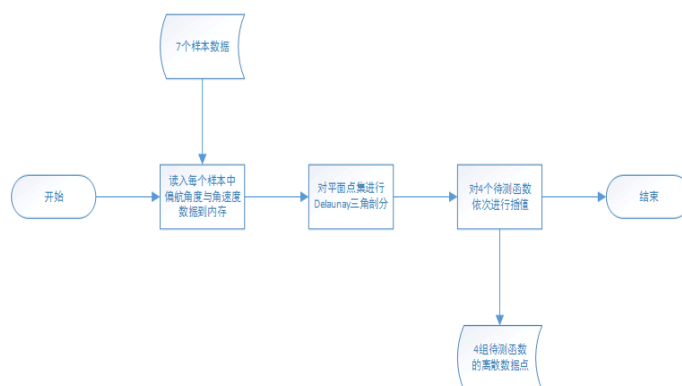 7个样本数据
开始
读入每个样本中
偏航角度与角速度
数据到内存
对平面点集进行
Delaunay三角剖分
对4个待测函数
依次进行插值
结束
4组待测函数
的离散数据点